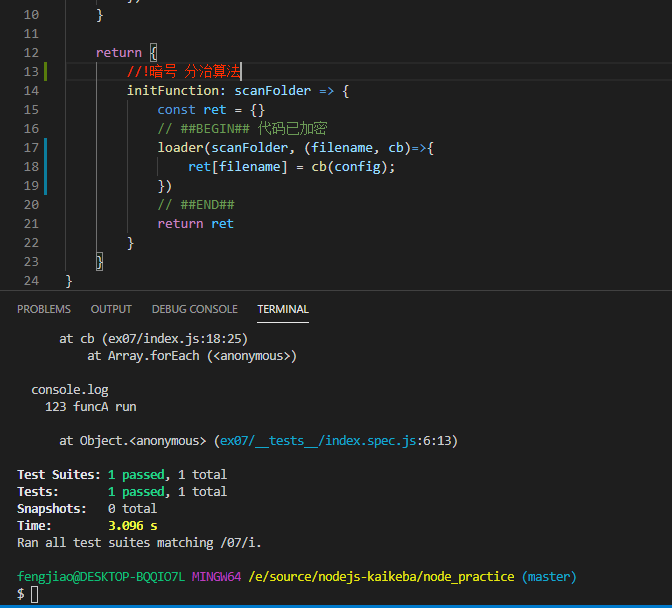 10 }
11
12 return {
13 //!暗号 分治算法
14 initFunction: scanFolder => {
15 const ret = {}
16 // ##BEGIN## 代码已加密
17 loader(scanFolder, (filename, cb)=>{
18 ret[filename] = cb(config);
19 })
20 // ##END##
21 return ret
22 }
23 }
24 }
PROBLEMS OUTPUT DEBUG CONSOLE TERMINAL
at cb (ex07/index.js:18:25)
at Array.forEach (<anonymous>)
console.log
123 funcA run
at Object.<anonymous> (ex07/__tests__/index.spec.js:6:13)
Test Suites: 1 passed, 1 total
Tests: 1 passed, 1 total
Snapshots: 0 total
Time: 3.096 s
Ran all test suites matching /07/i.
fengjiao@DESKTOP-BQQIO7L MINGW64 /e/source/nodejs-kaikeba/node_practice (master)
$